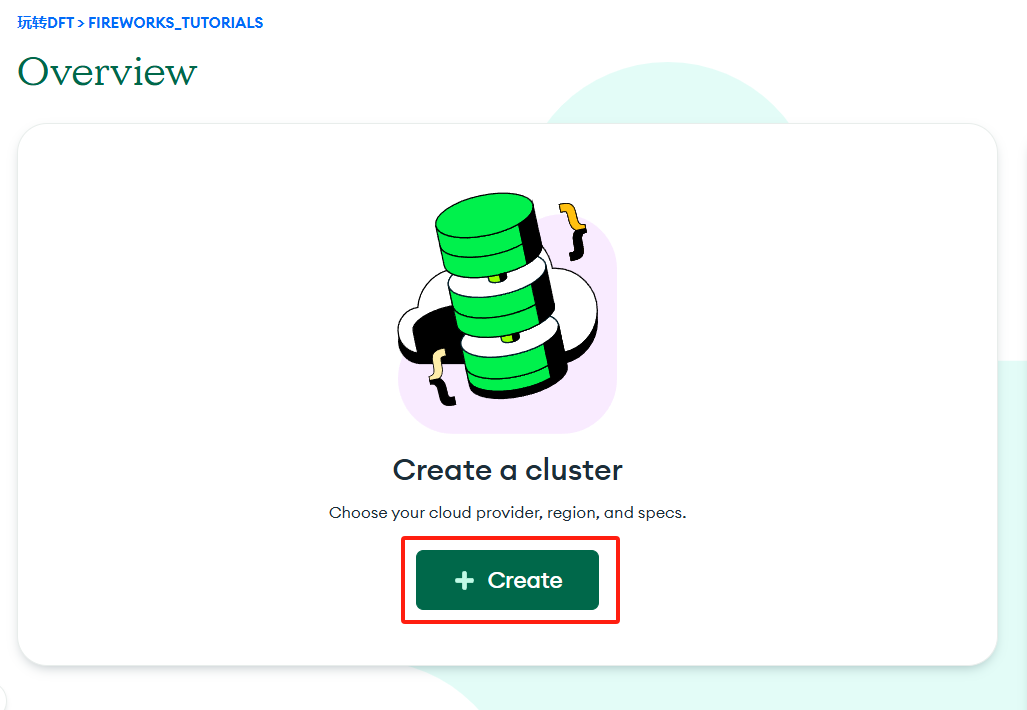 玩转DFT > FIREWORKS_TUTORIALS
Overview
Create a cluster
Choose your cloud provider, region, and specs.
+ Create